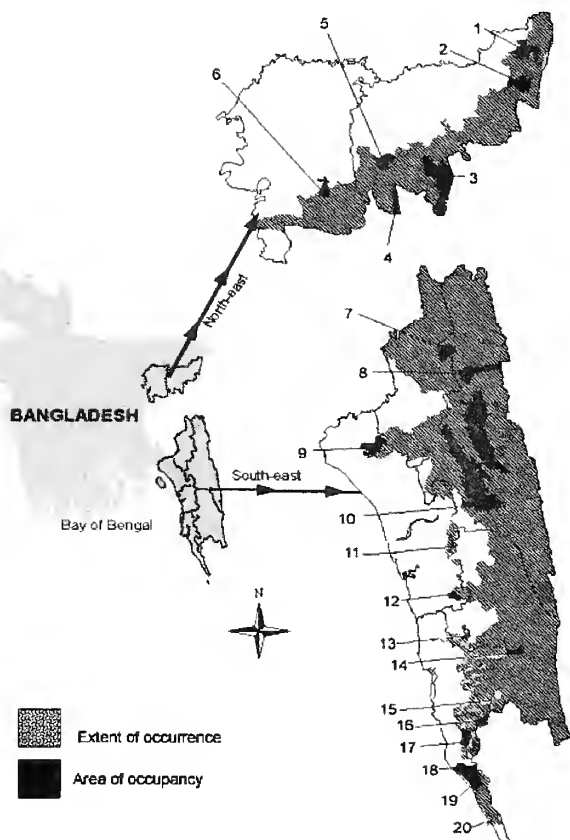 5
1
2
6
3
4
North-east
7
8
BANGLADESH
9
South-east
Bay of Bengal
10
11
N
12
13
14
15
Extent of occurrence
16
17
Area of occupancy
18
19
20